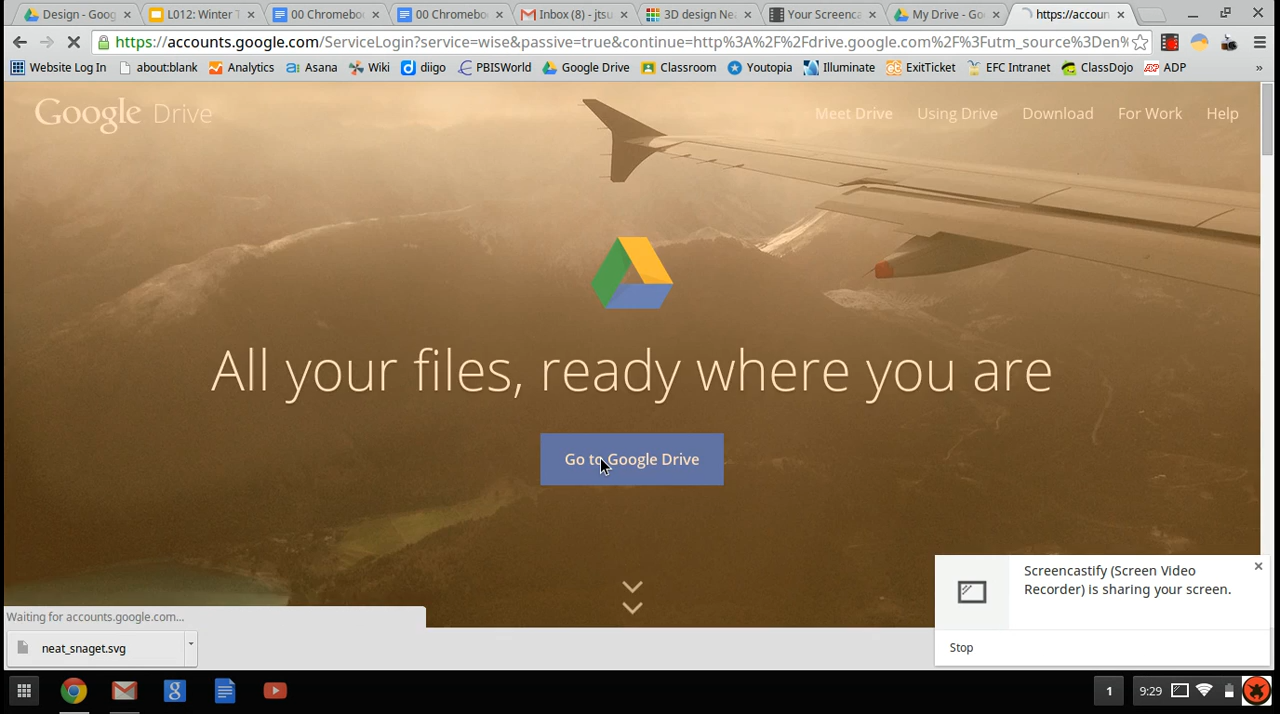 Design - Goog
L012: Winter T
00 Chromeboo
00 Chromeboo
Inbox (8) - jtsu
3D design Nea
Your Screenca
My Drive - Goo
https://accoun
https://accounts.google.com/ServiceLogin?service=wise&passive=true&continue=http%3A%2F%2Fdrive.google.com%2F%3Futm_source%3Den%
Website Log In
about:blank
Analytics
Asana
Wiki
diigo
PBISWorld
Google Drive
Classroom
Youtopia
Illuminate
ExitTicket
EFC Intranet
ClassDojo
ADP
»
Google Drive
Meet Drive
Using Drive
Download
For Work
Help
All your files, ready where you are
Go to Google Drive
Screencastify (Screen Video
Recorder) is sharing your screen.
Stop
Waiting for accounts.google.com...
neat_snaget.svg
1
9:29